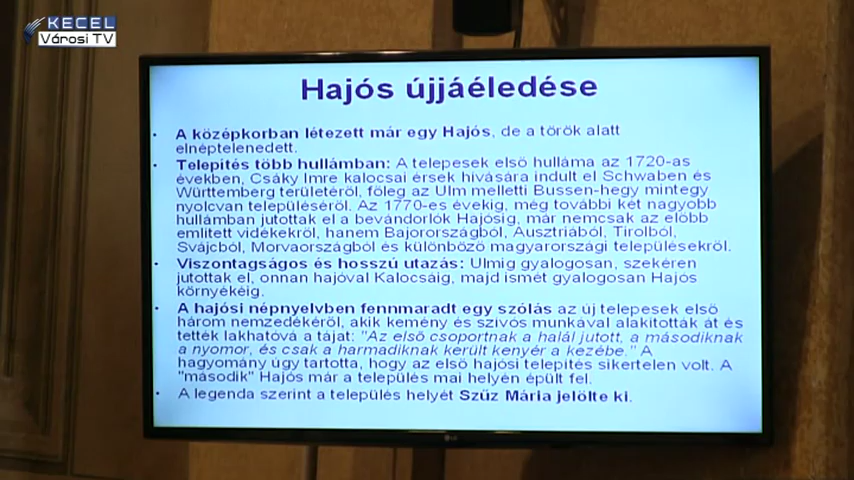 KECEL
Városi TV
Hajós újjáéledése
• A középkorban létezett már egy Hajós, de a török alatt
elnéptelenedett.
• Telepítés több hullámban: A telepesek első hulláma az 1720-as
években, Csáky Imre kalocsai érsek hívására indult el Schwaben és
Württemberg területéről, főleg az Ulm melletti Bussen-hegy mintegy
nyolcvan településéről. Az 1770-es évekig, még további két nagyobb
hullámban jutottak el a bevándorlók Hajósig, már nemcsak az előbb
említett vidékekről, hanem Bajorországból, Ausztriából, Tirolból,
Svájcból, Morvaországból és különböző magyarországi településekről.
• Viszontagságos és hosszú utazás: Ulmig gyalogosan, szekéren
jutottak el, onnan hajóval Kalocsáig, majd ismét gyalogosan Hajós
környékéig.
• A hajósi népnyelvben fennmaradt egy szólás az új telepesek első
három nemzedékéről, akik kemény és szívós munkával alakították át és
tették lakhatóvá a tájat: "Az első csoportnak a halál jutott, a másodiknak
a nyomor, és csak a harmadiknak került kenyér a kezébe." A
hagyomány úgy tartotta, hogy az első hajósi telepítés sikertelen volt. A
"második" Hajós már a település mai helyén épült fel.
• A legenda szerint a település helyét Szűz Mária jelölte ki.
LG